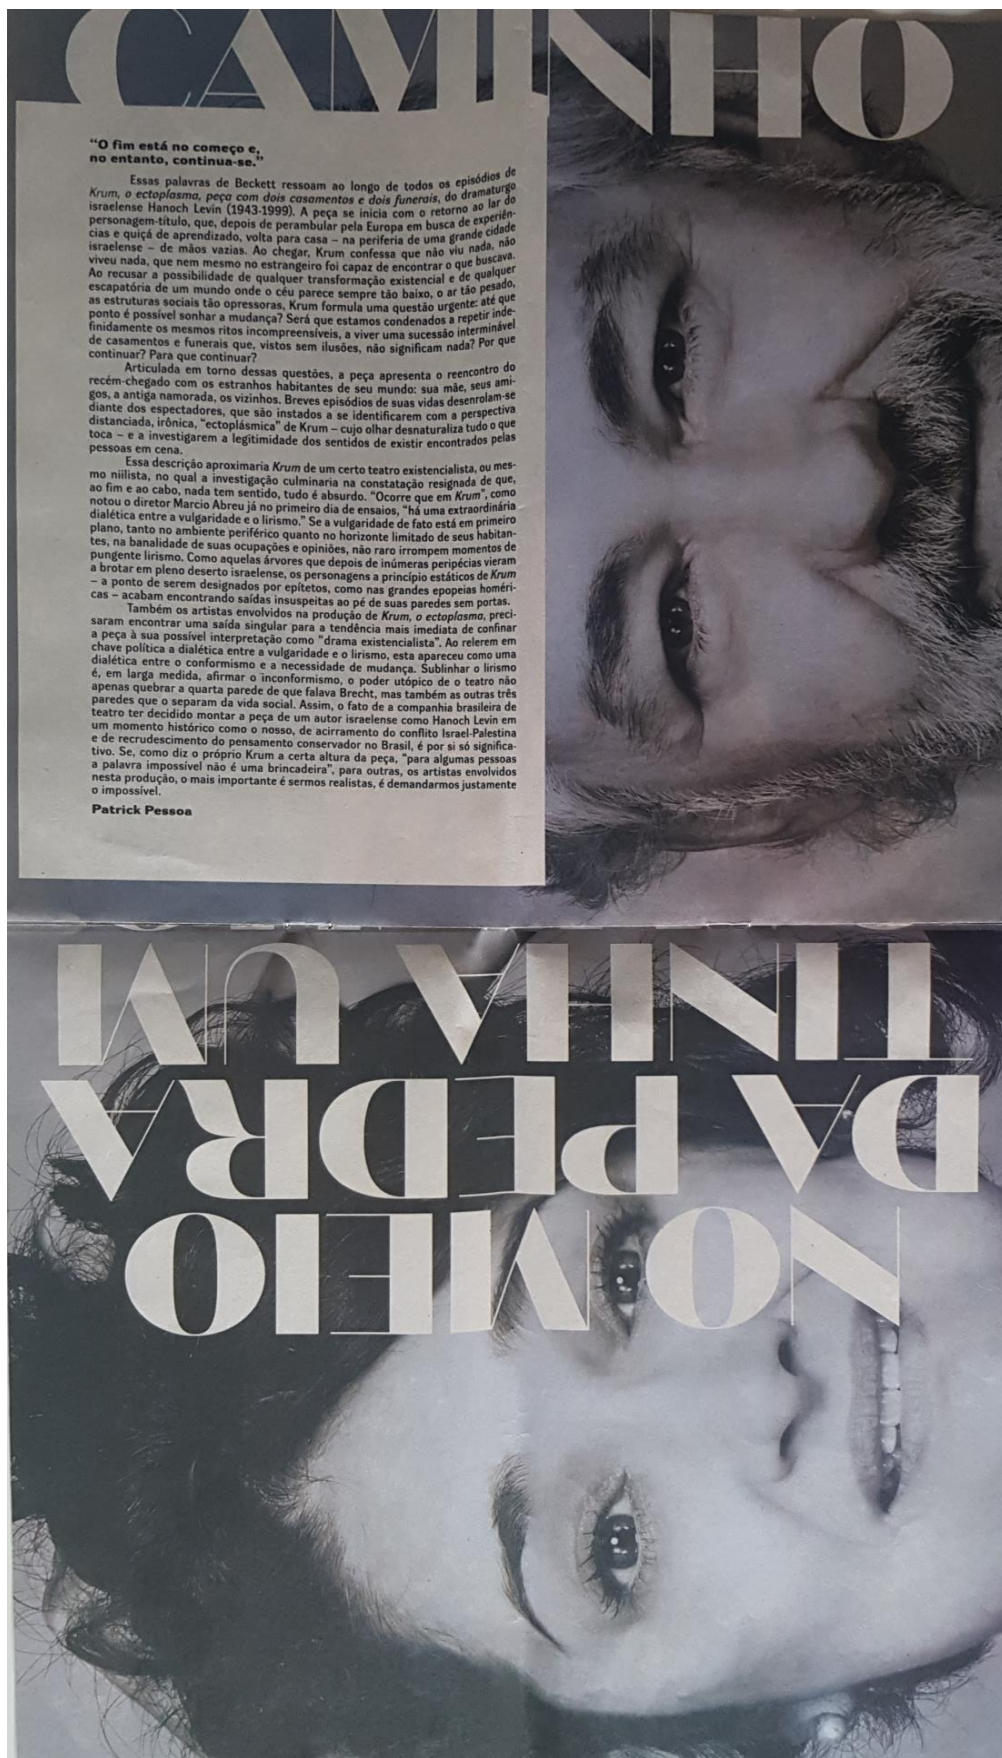 CAMINHO
“O fim está no começo e,
no entanto, continua-se.”
Essas palavras de Beckett ressoam ao longo de todos os episódios de
Krum, o ectoplasma, peça com dois casamentos e dois funerais, do dramaturgo
israelense Hanoch Levin (1943-1999). A peça se inicia com o retorno ao lar do
personagem-título, que, depois de perambular pela Europa em busca de experiên-
cias e quiçá de aprendizado, volta para casa – na periferia de uma grande cidade
israelense – de mãos vazias. Ao chegar, Krum confessa que não viu nada, não
viveu nada, que nem mesmo no estrangeiro foi capaz de encontrar o que buscava.
Ao recusar a possibilidade de qualquer transformação existencial e de qualquer
escapatória de um mundo onde o céu parece sempre tão baixo, o ar tão pesado,
as estruturas sociais tão opressoras, Krum formula uma questão urgente: até que
ponto é possível sonhar a mudança? Será que estamos condenados a repetir inde-
finidamente os mesmos ritos incompreensíveis, a viver uma sucessão interminável
de casamentos e funerais que, vistos sem ilusões, não significam nada? Por que
continuar? Para que continuar?
Articulada em torno dessas questões, a peça apresenta o reencontro do
recém-chegado com os estranhos habitantes de seu mundo: sua mãe, seus ami-
gos, a antiga namorada, os vizinhos. Breves episódios de suas vidas desenrolam-se
diante dos espectadores, que são instados a se identificarem com a perspectiva
distanciada, irônica, “ectoplásmica” de Krum – cujo olhar desnaturaliza tudo o que
toca – e a investigarem a legitimidade dos sentidos de existir encontrados pelas
pessoas em cena.
Essa descrição aproximaria Krum de um certo teatro existencialista, ou mes-
mo niilista, no qual a investigação culminaria na constatação resignada de que,
ao fim e ao cabo, nada tem sentido, tudo é absurdo. “Ocorre que em Krum”, como
notou o diretor Marcio Abreu já no primeiro dia de ensaios, “há uma extraordinária
dialética entre a vulgaridade e o lirismo.” Se a vulgaridade de fato está em primeiro
plano, tanto no ambiente periférico quanto no horizonte limitado de seus habitan-
tes, na banalidade de suas ocupações e opiniões, não raro irrompem momentos de
pungente lirismo. Como aquelas árvores que depois de inúmeras peripécias vieram
a brotar em pleno deserto israelense, os personagens a princípio estáticos de Krum
– a ponto de serem designados por epítetos, como nas grandes epopeias homéri-
cas – acabam encontrando saídas insuspeitas ao pé de suas paredes sem portas.
Também os artistas envolvidos na produção de Krum, o ectoplasma, preci-
saram encontrar uma saída singular para a tendência mais imediata de confinar
a peça à sua possível interpretação como “drama existencialista”. Ao relerem em
chave política a dialética entre a vulgaridade e o lirismo, esta apareceu como uma
dialética entre o conformismo e a necessidade de mudança. Sublinhar o lirismo
é, em larga medida, afirmar o inconformismo, o poder utópico de o teatro não
apenas quebrar a quarta parede de que falava Brecht, mas também as outras três
paredes que o separam da vida social. Assim, o fato de a companhia brasileira de
teatro ter decidido montar a peça de um autor israelense como Hanoch Levin em
um momento histórico como o nosso, de acirramento do conflito Israel-Palestina
e de recrudescimento do pensamento conservador no Brasil, é por si só significa-
tivo. Se, como diz o próprio Krum a certa altura da peça, “para algumas pessoas
a palavra impossível não é uma brincadeira”, para outras, os artistas envolvidos
nesta produção, o mais importante é sermos realistas, é demandarmos justamente
o impossível.
Patrick Pessoa
NO MEIO
DA PEDRA
TINHA UM